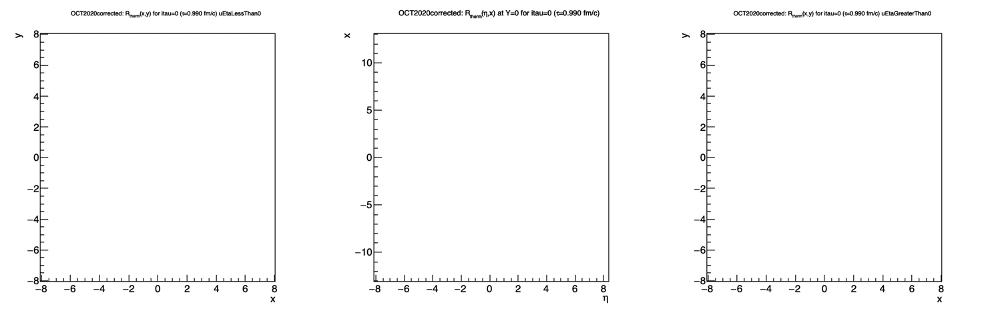 OCT2020corrected: Rtherm(x,y) for itau=0 (τ=0.990 fm/c) uEtaLessThan0
y
8
6
4
2
0
−2
−4
−6
−8
−8 −6 −4 −2 0 2 4 6 8
x
OCT2020corrected: Rtherm(η,x) at Y=0 for itau=0 (τ=0.990 fm/c)
x
10
5
0
−5
−10
−8 −6 −4 −2 0 2 4 6 8
η
OCT2020corrected: Rtherm(x,y) for itau=0 (τ=0.990 fm/c) uEtaGreaterThan0
y
8
6
4
2
0
−2
−4
−6
−8
−8 −6 −4 −2 0 2 4 6 8
x